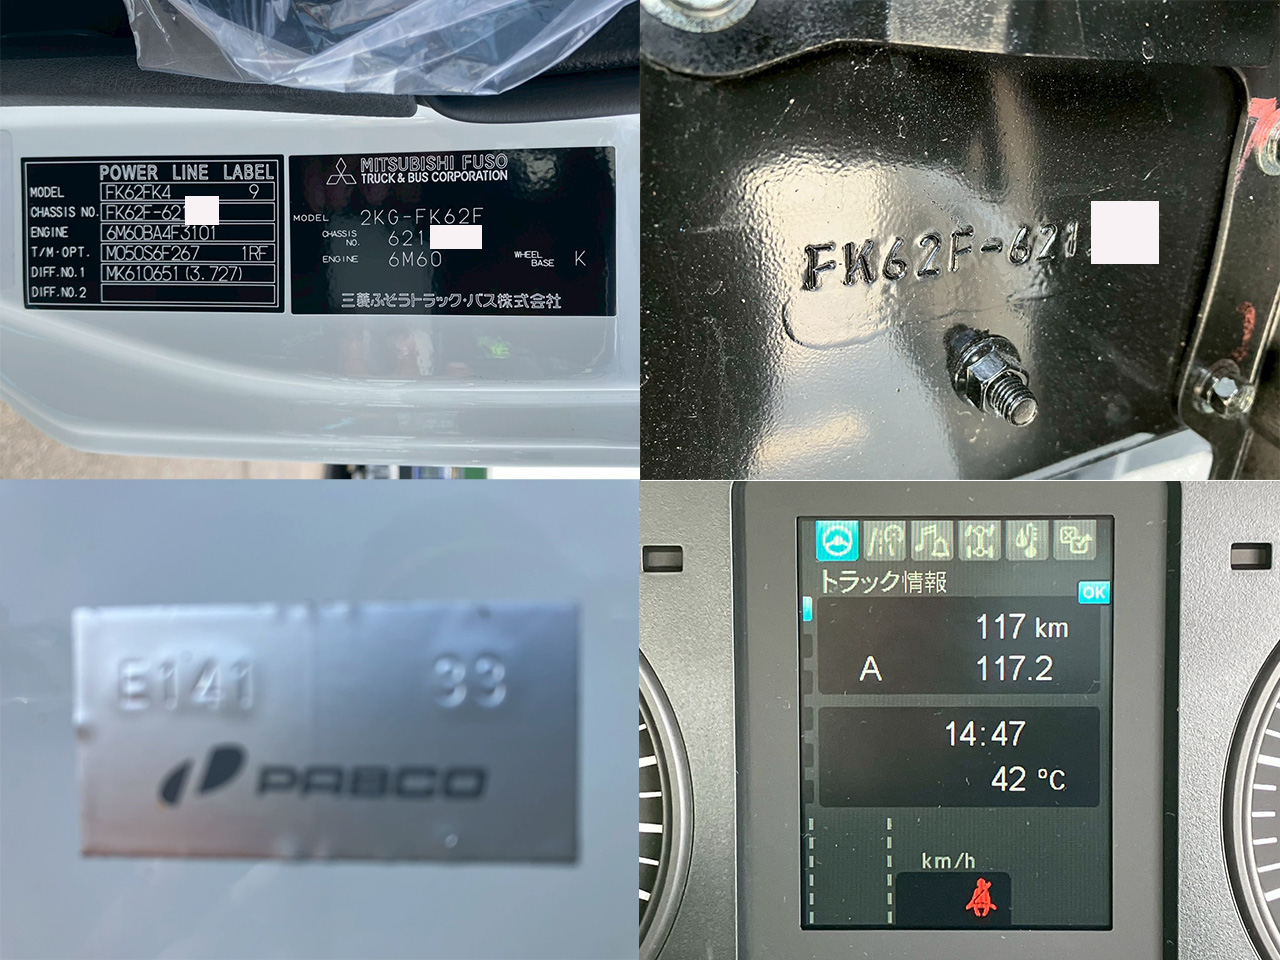 POWER LINE LABEL
MODEL FK62FK4 9
CHASSIS NO. FK62F-621
ENGINE 6M60BA4F3101
T/M·OPT. M050S6F267 1RF
DIFF.NO.1 MK610651 (3.727)
DIFF.NO.2
MITSUBISHI FUSO
TRUCK & BUS CORPORATION
MODEL 2KG-FK62F
CHASSIS NO. 621
ENGINE 6M60 WHEEL BASE K
三菱ふそうトラック・バス株式会社
FK62F-621
E141 33
PABCO
トラック情報
OK
117 km
A 117.2
14:47
42 °C
km/h